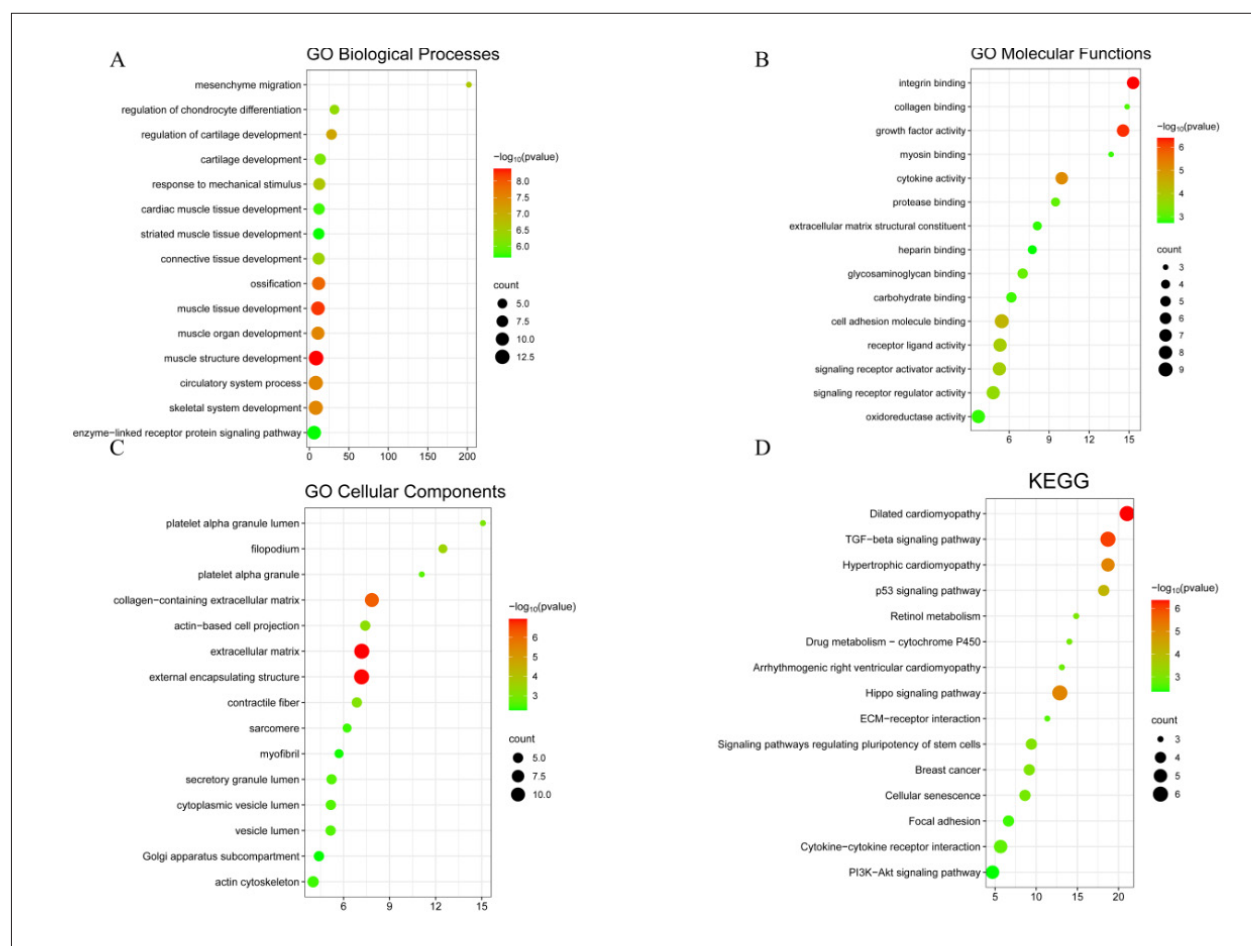 A
GO Biological Processes
mesenchyme migration
regulation of chondrocyte differentiation
regulation of cartilage development
cartilage development
response to mechanical stimulus
cardiac muscle tissue development
striated muscle tissue development
connective tissue development
ossification
muscle tissue development
muscle organ development
muscle structure development
circulatory system process
skeletal system development
enzyme−linked receptor protein signaling pathway
0 50 100 150 200
−log10(pvalue)
8.0
7.5
7.0
6.5
6.0
count
5.0
7.5
10.0
12.5
B
GO Molecular Functions
integrin binding
collagen binding
growth factor activity
myosin binding
cytokine activity
protease binding
extracellular matrix structural constituent
heparin binding
glycosaminoglycan binding
carbohydrate binding
cell adhesion molecule binding
receptor ligand activity
signaling receptor activator activity
signaling receptor regulator activity
oxidoreductase activity
6 9 12 15
−log10(pvalue)
6
5
4
3
count
3
4
5
6
7
8
9
C
GO Cellular Components
platelet alpha granule lumen
filopodium
platelet alpha granule
collagen−containing extracellular matrix
actin−based cell projection
extracellular matrix
external encapsulating structure
contractile fiber
sarcomere
myofibril
secretory granule lumen
cytoplasmic vesicle lumen
vesicle lumen
Golgi apparatus subcompartment
actin cytoskeleton
6 9 12 15
−log10(pvalue)
6
5
4
3
count
5.0
7.5
10.0
D
KEGG
Dilated cardiomyopathy
TGF−beta signaling pathway
Hypertrophic cardiomyopathy
p53 signaling pathway
Retinol metabolism
Drug metabolism − cytochrome P450
Arrhythmogenic right ventricular cardiomyopathy
Hippo signaling pathway
ECM−receptor interaction
Signaling pathways regulating pluripotency of stem cells
Breast cancer
Cellular senescence
Focal adhesion
Cytokine−cytokine receptor interaction
PI3K−Akt signaling pathway
5 10 15 20
−log10(pvalue)
6
5
4
3
count
3
4
5
6